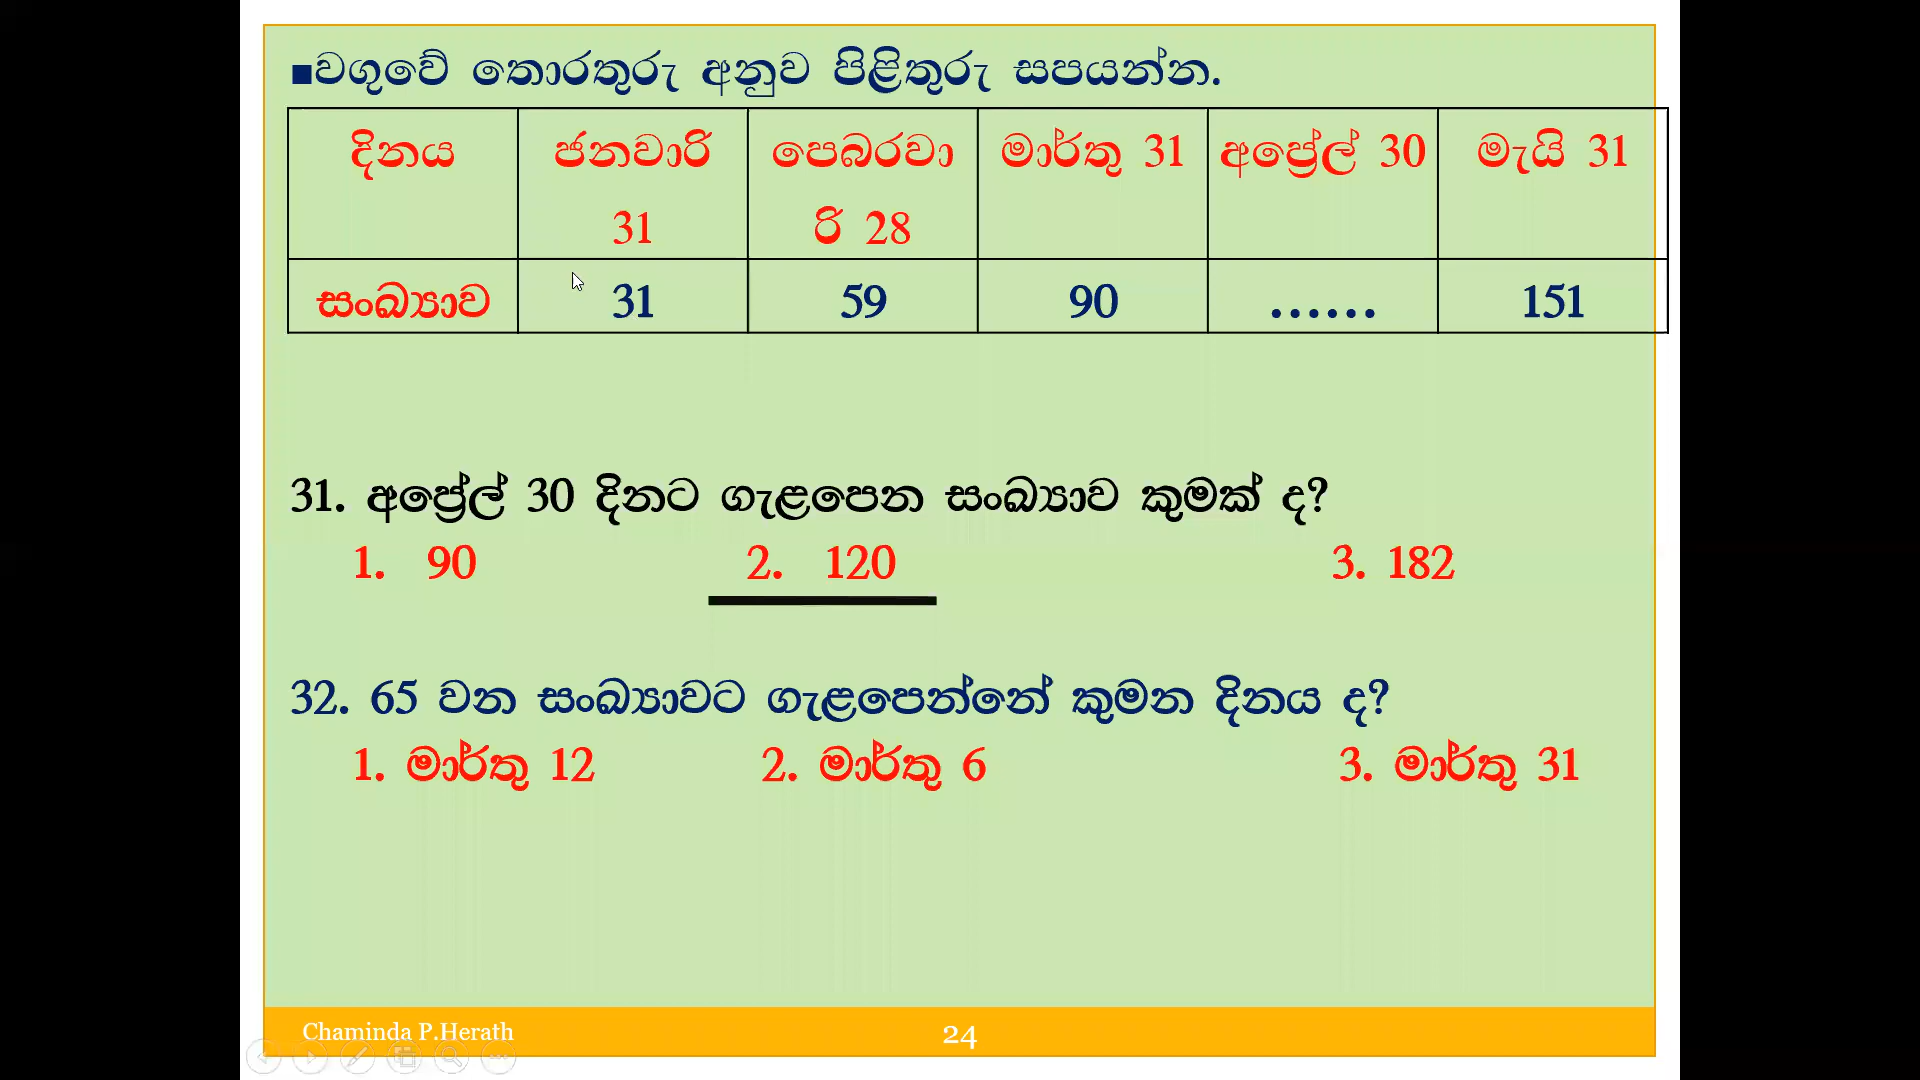 ▪වගුවේ තොරතුරු අනුව පිළිතුරු සපයන්න.
දිනය ජනවාරි 31 පෙබරවාරි 28 මාර්තු 31 අප්‍රේල් 30 මැයි 31
සංඛ්‍යාව 31 59 90 ...... 151
31. අප්‍රේල් 30 දිනට ගැළපෙන සංඛ්‍යාව කුමක් ද?
1. 90 2. 120 3. 182
32. 65 වන සංඛ්‍යාවට ගැළපෙන්නේ කුමන දිනය ද?
1. මාර්තු 12 2. මාර්තු 6 3. මාර්තු 31
Chaminda P.Herath 24